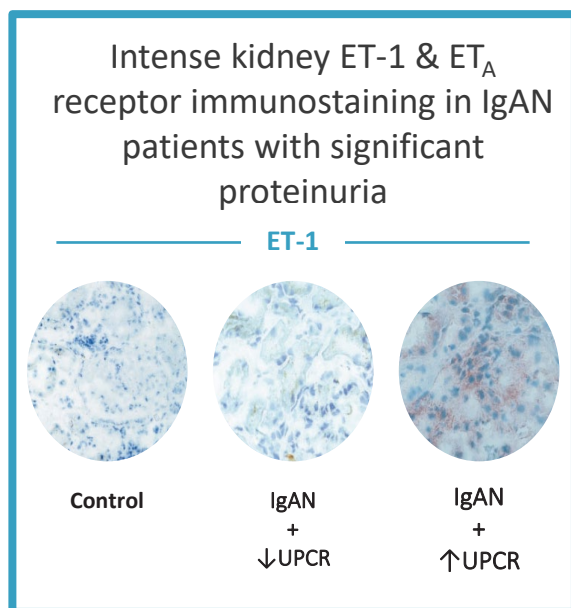 Intense kidney ET-1 & ETA
receptor immunostaining in IgAN
patients with significant
proteinuria
ET-1
Control
IgAN
+
↓UPCR
IgAN
+
↑UPCR